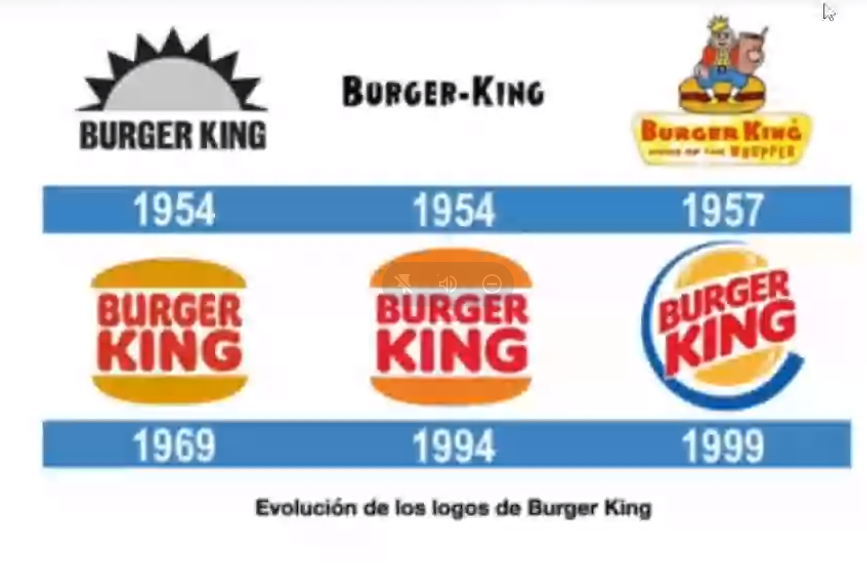 BURGER KING
BURGER-KING
BURGER KING
HOME OF THE WHOPPER
1954
1954
1957
BURGER
KING
BURGER
KING
BURGER
KING
1969
1994
1999
Evolución de los logos de Burger King